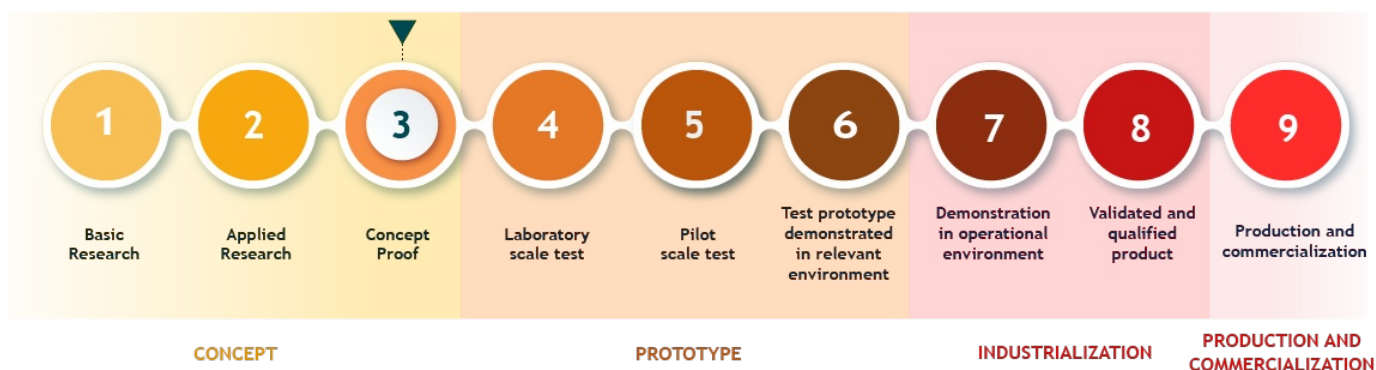 1
2
3
4
5
6
7
8
9
Basic
Research
Applied
Research
Concept
Proof
Laboratory
scale test
Pilot
scale test
Test prototype
demonstrated
in relevant
environment
Demonstration
in operational
environment
Validated and
qualified
product
Production and
commercialization
CONCEPT
PROTOTYPE
INDUSTRIALIZATION
PRODUCTION AND
COMMERCIALIZATION